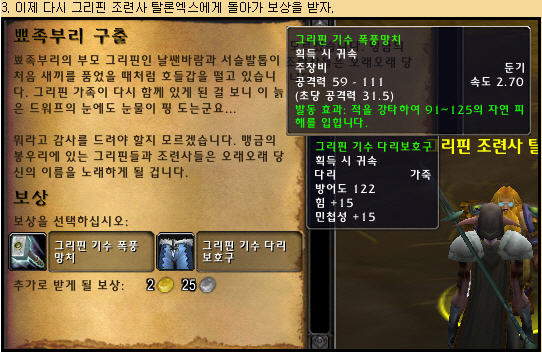 3. 이제 다시 그리핀 조련사 탈론엑스에게 돌아가 보상을 받자.
뾰족부리 구출
뾰족부리의 부모 그리핀인 날쌘바람과 서슬발톱이
처음 새끼를 품었을 때처럼 호들갑을 떨고 있습니
다. 그리핀 가족이 다시 함께 있게 된 걸 보니 이 늙
은 드워프의 눈에도 눈물이 핑 도는군요...
뭐라고 감사를 드려야 할지 모르겠습니다. 맹금의
봉우리에 있는 그리핀들과 조련사들은 오래오래 당
신의 이름을 노래하게 될 겁니다.
보상
보상을 선택하십시오:
그리핀 기수 폭풍
망치
그리핀 기수 다리
보호구
추가로 받게 될 보상: 2 25
그리핀 기수 폭풍망치
획득 시 귀속
주장비 둔기
공격력 59 - 111 속도 2.70
(초당 공격력 31.5)
발동 효과: 적을 강타하여 91~125의 자연 피
해를 입힙니다.
그리핀 기수 다리보호구
획득 시 귀속
다리 가죽
방어도 122
힘 +15
민첩성 +15
리핀 조련사 탈